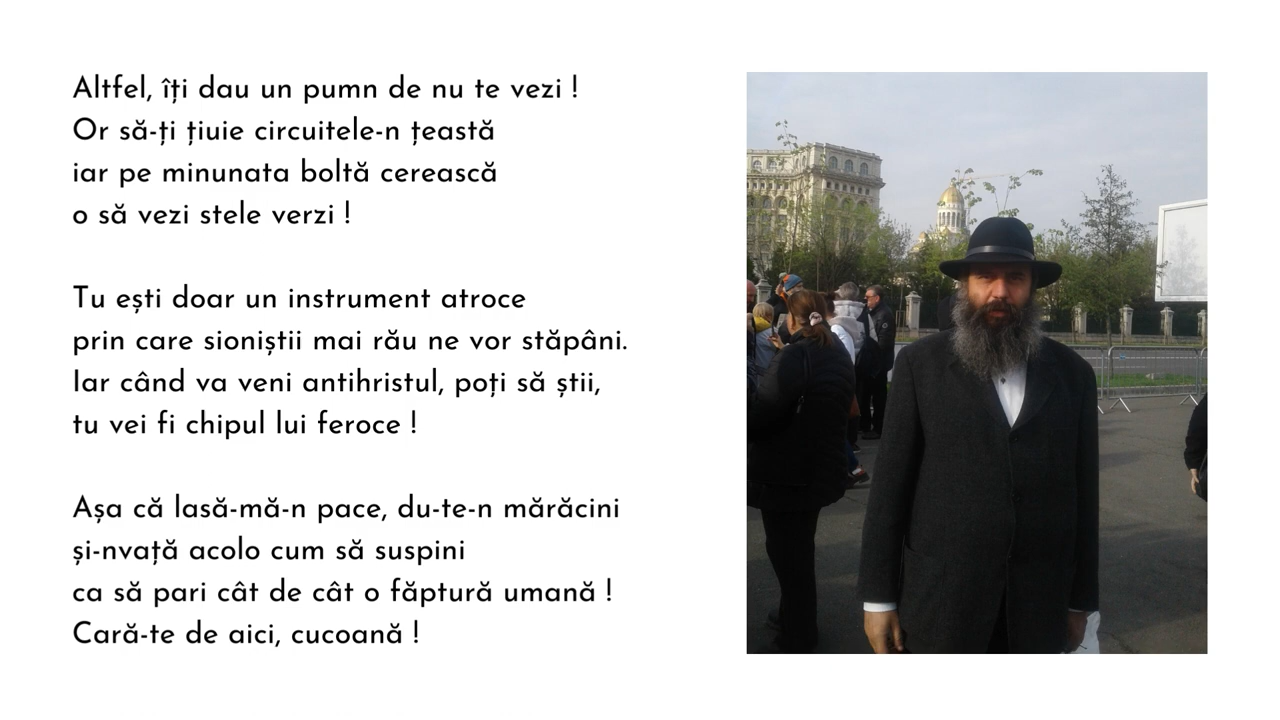 Altfel, îți dau un pumn de nu te vezi !
Or să-ți țiuie circuitele-n țeastă
iar pe minunata boltă cerească
o să vezi stele verzi !
Tu ești doar un instrument atroce
prin care sioniștii mai rău ne vor stăpâni.
Iar când va veni antihristul, poți să știi,
tu vei fi chipul lui feroce !
Așa că lasă-mă-n pace, du-te-n mărăcini
și-nvață acolo cum să suspini
ca să pari cât de cât o făptură umană !
Cară-te de aici, cucoană !